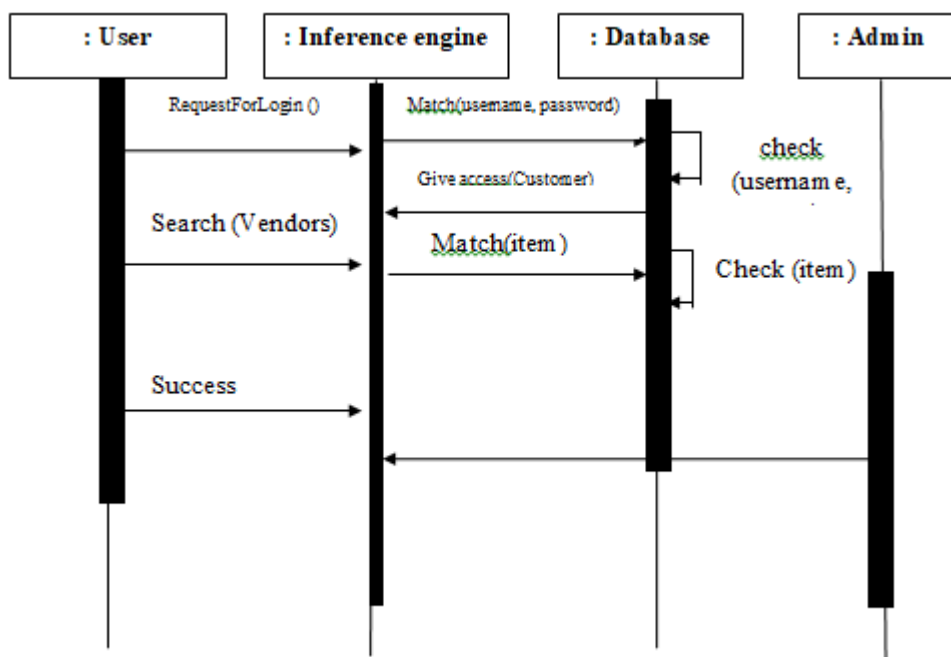 : User
: Inference engine
: Database
: Admin
RequestForLogin ()
Match(username, password)
check
(username,
Give access(Customer)
Search (Vendors)
Match(item)
Check (item)
Success